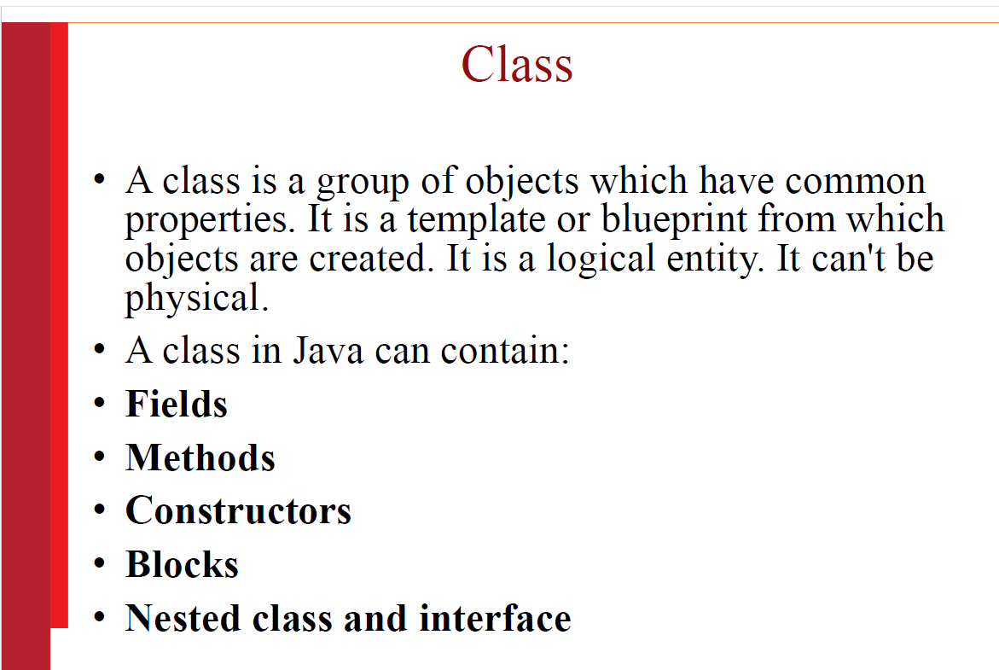 Class
• A class is a group of objects which have common
properties. It is a template or blueprint from which
objects are created. It is a logical entity. It can't be
physical.
• A class in Java can contain:
• Fields
• Methods
• Constructors
• Blocks
• Nested class and interface